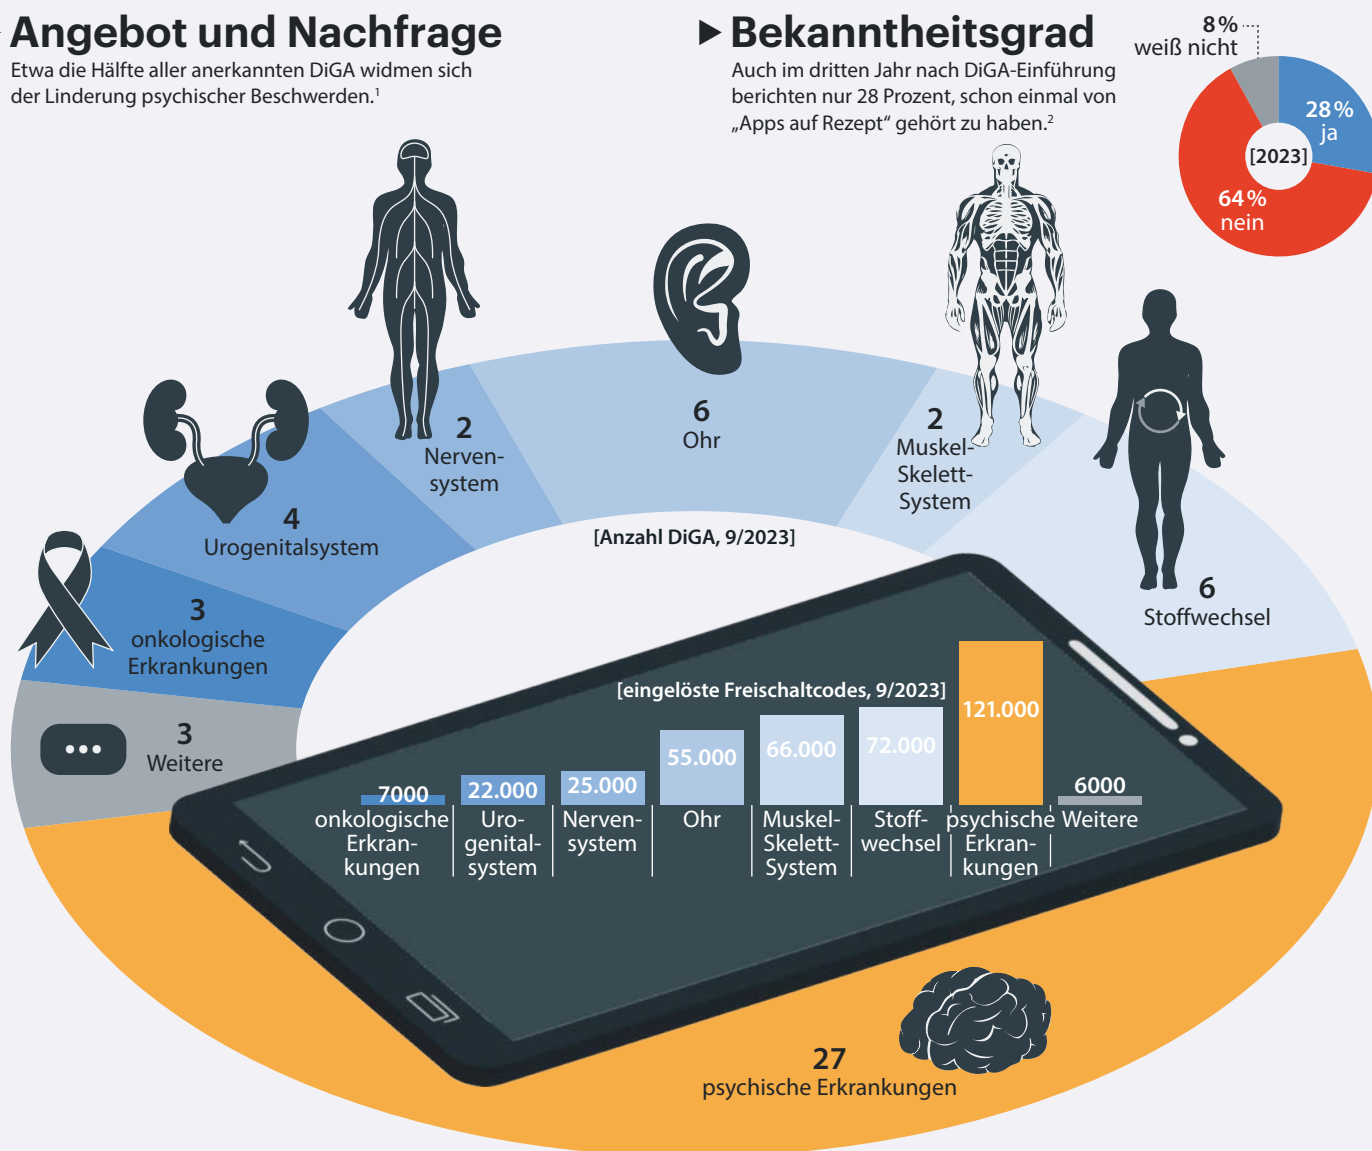 Angebot und Nachfrage
Etwa die Hälfte aller anerkannten DiGA widmen sich
der Linderung psychischer Beschwerden.¹
Bekanntheitsgrad
Auch im dritten Jahr nach DiGA-Einführung
berichten nur 28 Prozent, schon einmal von
„Apps auf Rezept“ gehört zu haben.²
8%
weiß nicht
28%
ja
[2023]
64%
nein
3
Weitere
3
onkologische
Erkrankungen
4
Urogenitalsystem
2
Nerven-
system
6
Ohr
2
Muskel-
Skelett-
System
6
Stoffwechsel
[Anzahl DiGA, 9/2023]
[eingelöste Freischaltcodes, 9/2023]
7000
onkologische
Erkran-
kungen
22.000
Uro-
genital-
system
25.000
Nerven-
system
55.000
Ohr
66.000
Muskel-
Skelett-
System
72.000
Stoff-
wechsel
121.000
psychische
Erkran-
kungen
6000
Weitere
27
psychische Erkrankungen